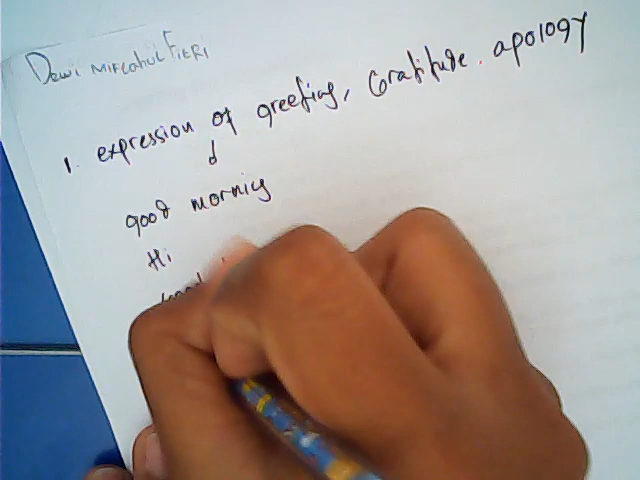 Dewi Miftahul Fitri
1. expression of greeting, Gratitude. apology
good morning
Hi